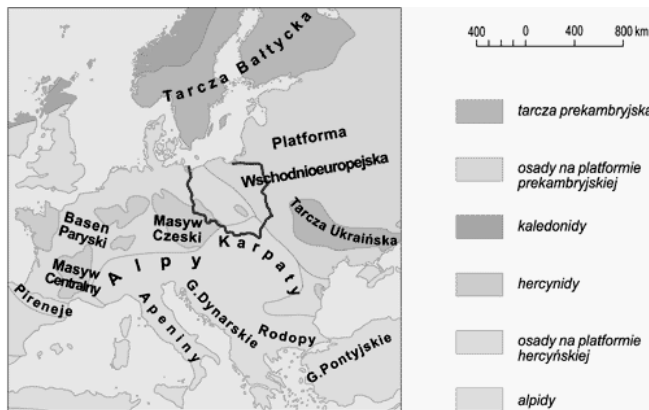 Tarcza Bałtycka
Platforma
Wschodnioeuropejska
Tarcza Ukraińska
Basen
Paryski
Masyw
Czeski
Karpaty
Masyw
Centralny
Alpy
Pireneje
Apeniny
G.Dynarskie
Rodopy
G.Pontyjskie
400 0 400 800 km
tarcza prekambryjska
osady na platformie
prekambryjskiej
kaledonidy
hercynidy
osady na platformie
hercyńskiej
alpidy